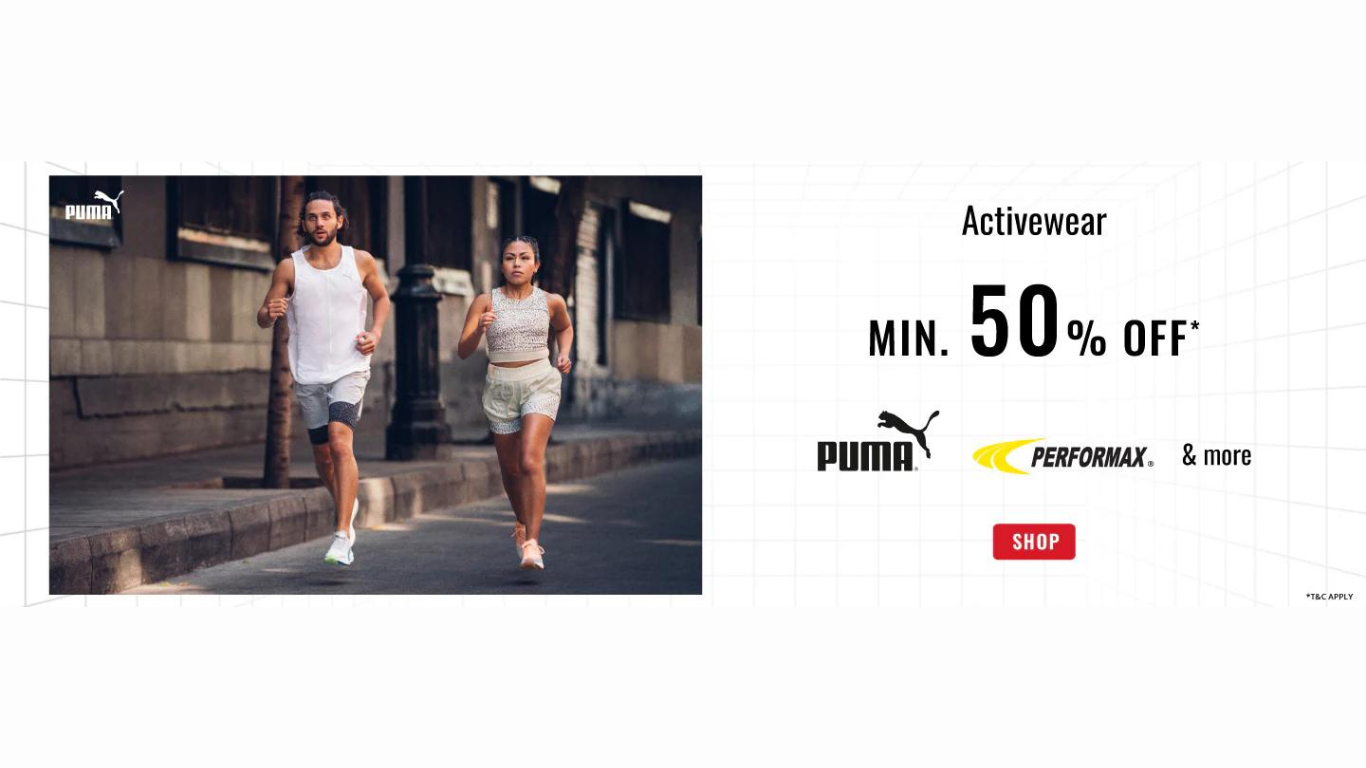 PUMA
Activewear
MIN. 50% OFF*
PUMA PERFORMAX® & more
SHOP
*T&C APPLY